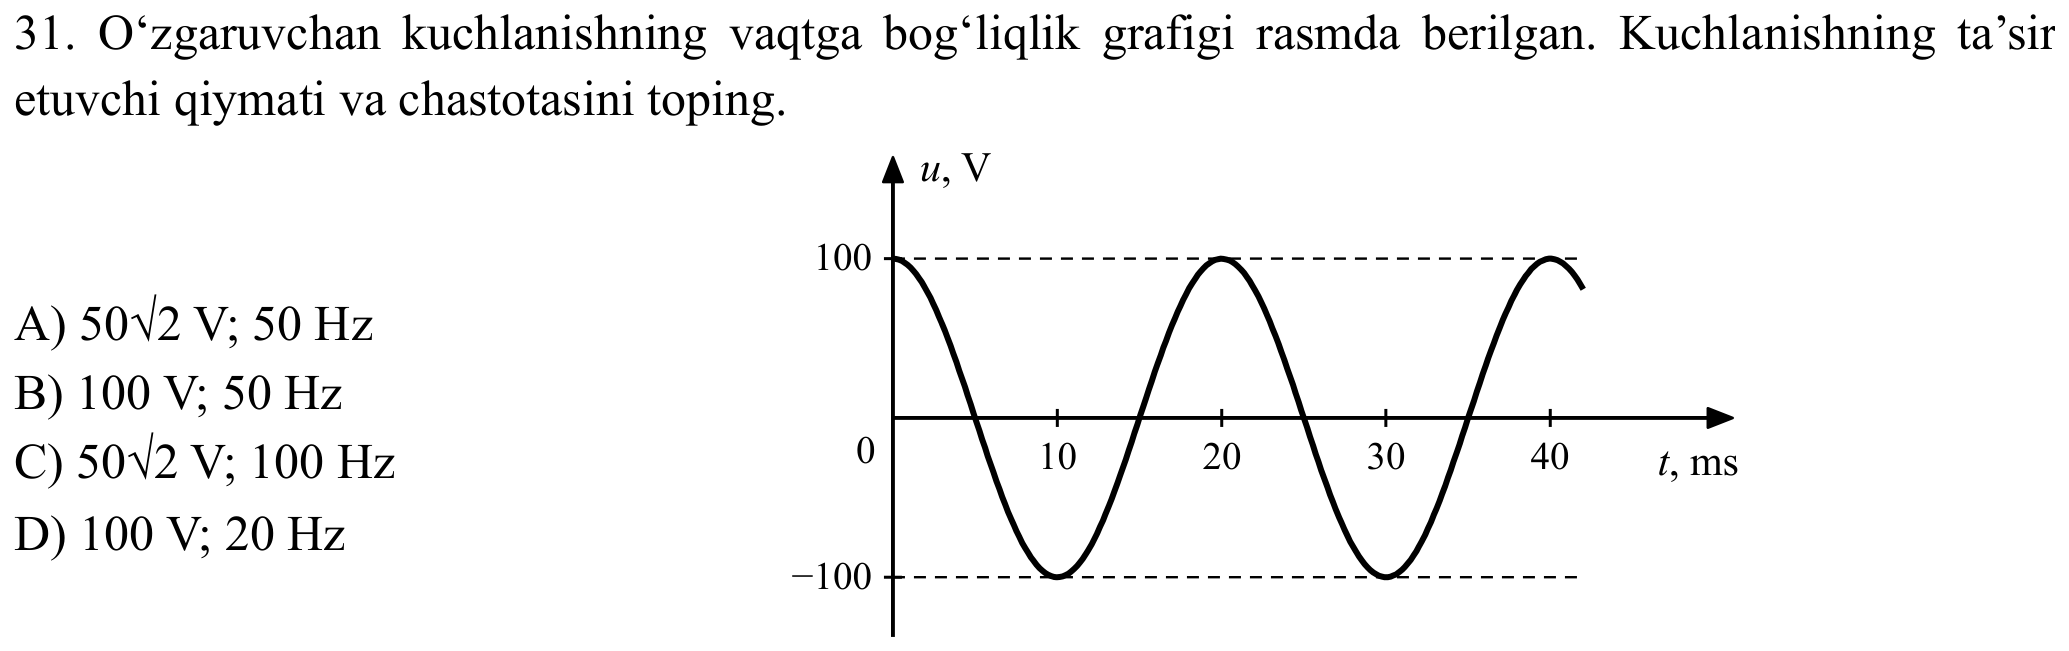 31. O‘zgaruvchan kuchlanishning vaqtga bog‘liqlik grafigi rasmda berilgan. Kuchlanishning ta’sir
etuvchi qiymati va chastotasini toping.
u, V
100
A) 50√2 V; 50 Hz
B) 100 V; 50 Hz
C) 50√2 V; 100 Hz
D) 100 V; 20 Hz
0
10
20
30
40
t, ms
−100